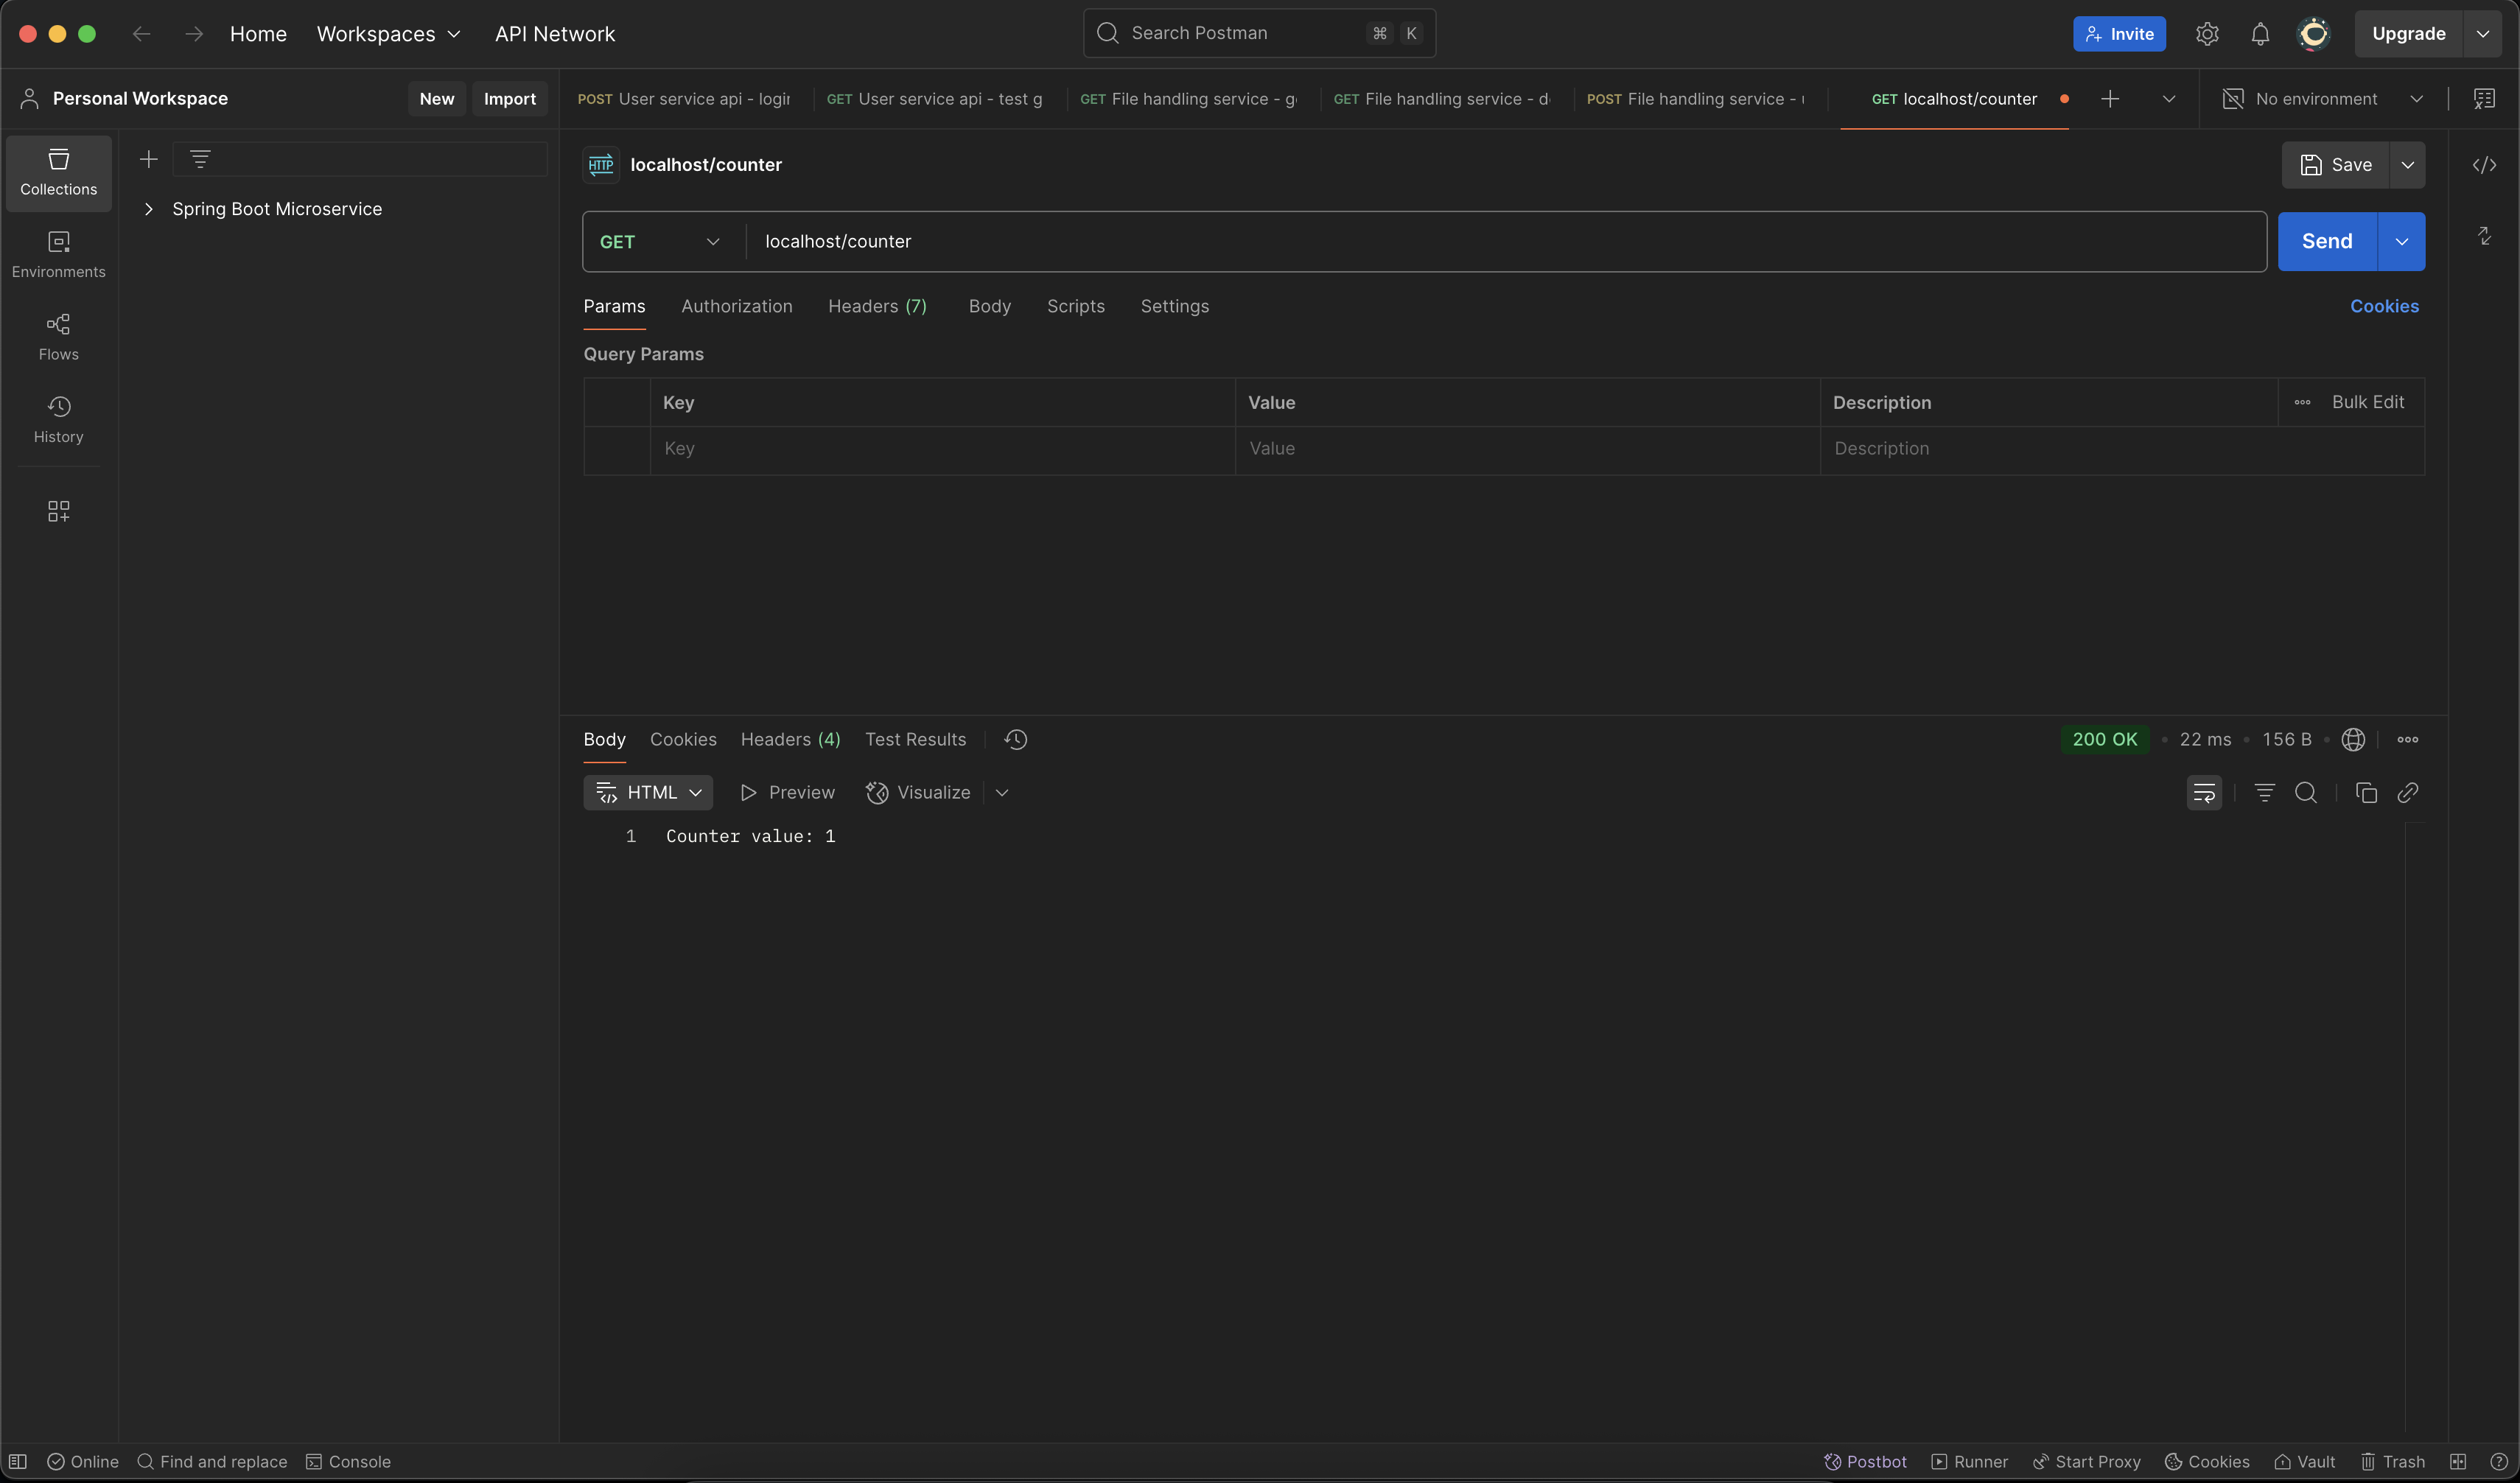 Home Workspaces API Network Search Postman ⌘ K Invite Upgrade
Personal Workspace New Import
POST User service api - login GET User service api - test g GET File handling service - g GET File handling service - d POST File handling service - GET localhost/counter No environment
Collections
Environments
Flows
History
Spring Boot Microservice
HTTP localhost/counter Save
GET localhost/counter Send
Params Authorization Headers (7) Body Scripts Settings Cookies
Query Params
Key Value Description Bulk Edit
Key Value Description
Body Cookies Headers (4) Test Results 200 OK 22 ms 156 B
HTML Preview Visualize
1 Counter value: 1
Online Find and replace Console Postbot Runner Start Proxy Cookies Vault Trash